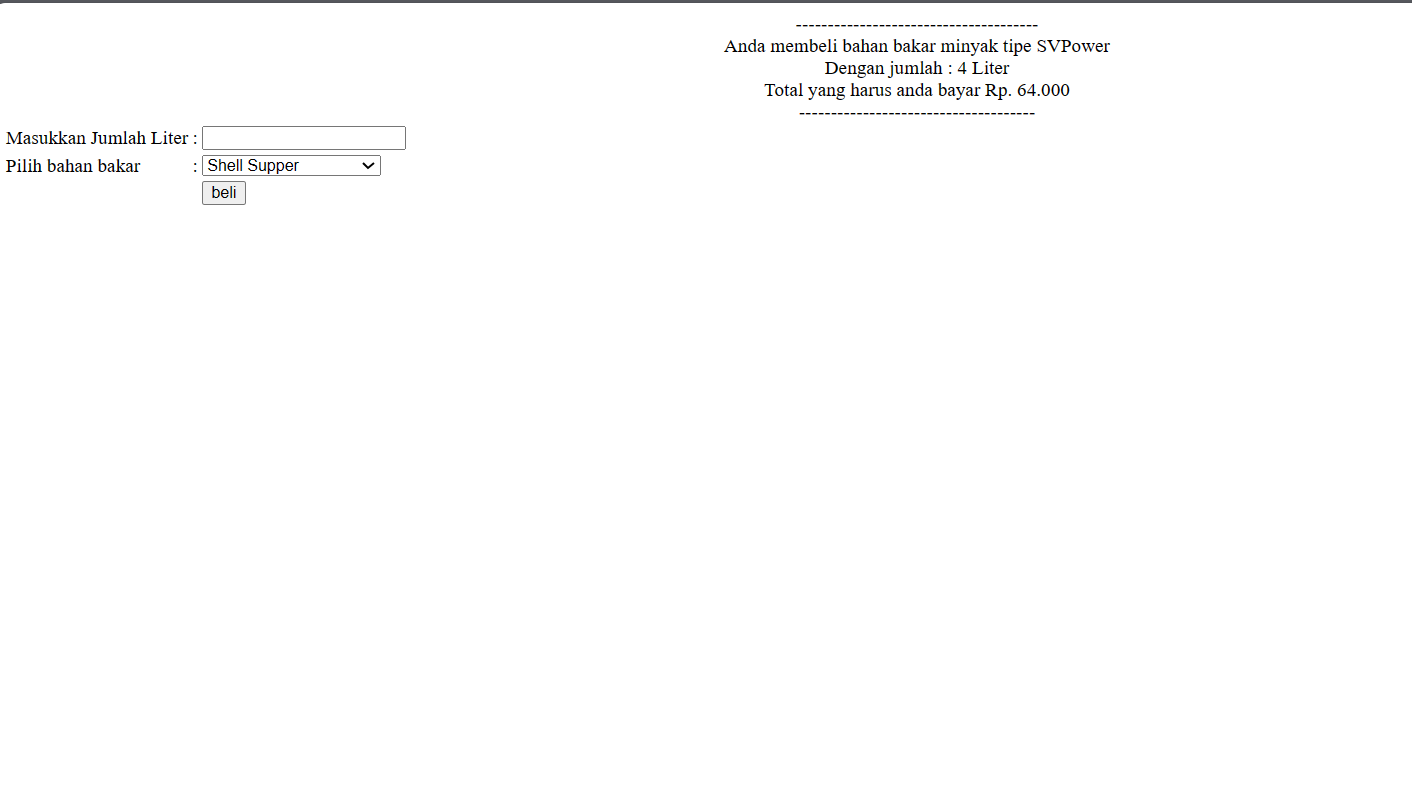 --------------------------------------
Anda membeli bahan bakar minyak tipe SVPower
Dengan jumlah : 4 Liter
Total yang harus anda bayar Rp. 64.000
-------------------------------------
Masukkan Jumlah Liter :
Pilih bahan bakar : Shell Supper
beli